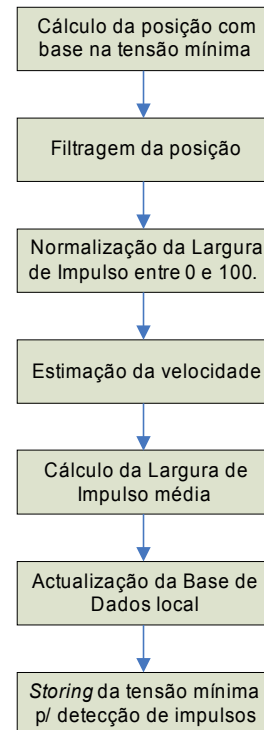 Cálculo da posição com
base na tensão mínima
Filtragem da posição
Normalização da Largura
de Impulso entre 0 e 100.
Estimação da velocidade
Cálculo da Largura de
Impulso média
Actualização da Base de
Dados local
Storing da tensão mínima
p/ detecção de impulsos